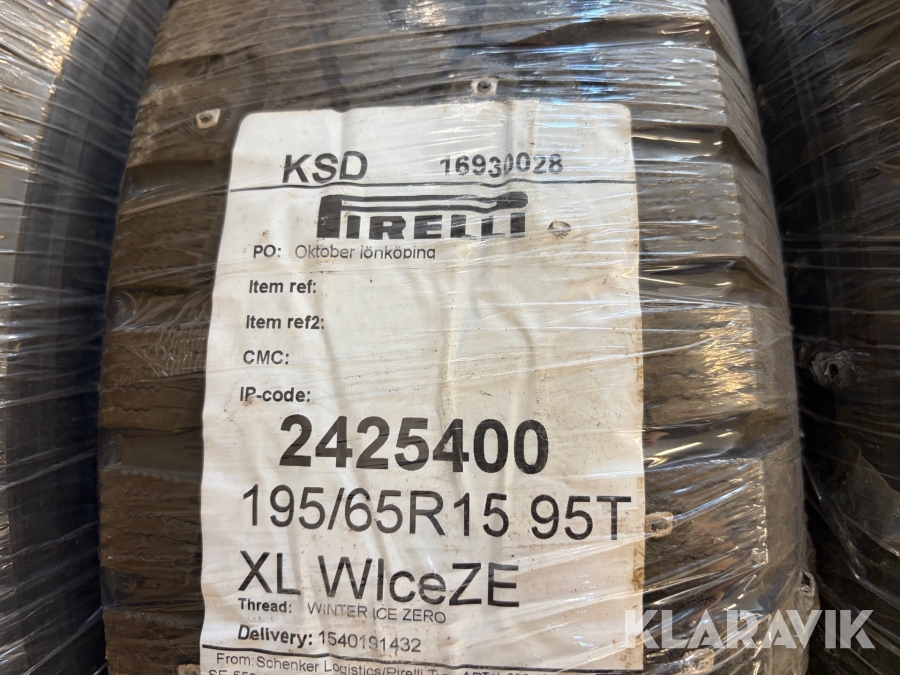 KSD 16930028
PIRELLI
PO: Oktober jönköping
Item ref:
Item ref2:
CMC:
IP-code:
2425400
195/65R15 95T
XL WIceZE
Thread: WINTER ICE ZERO
Delivery: 1540191432
From: Schenker Logistics/Pirelli
KLARAVIK